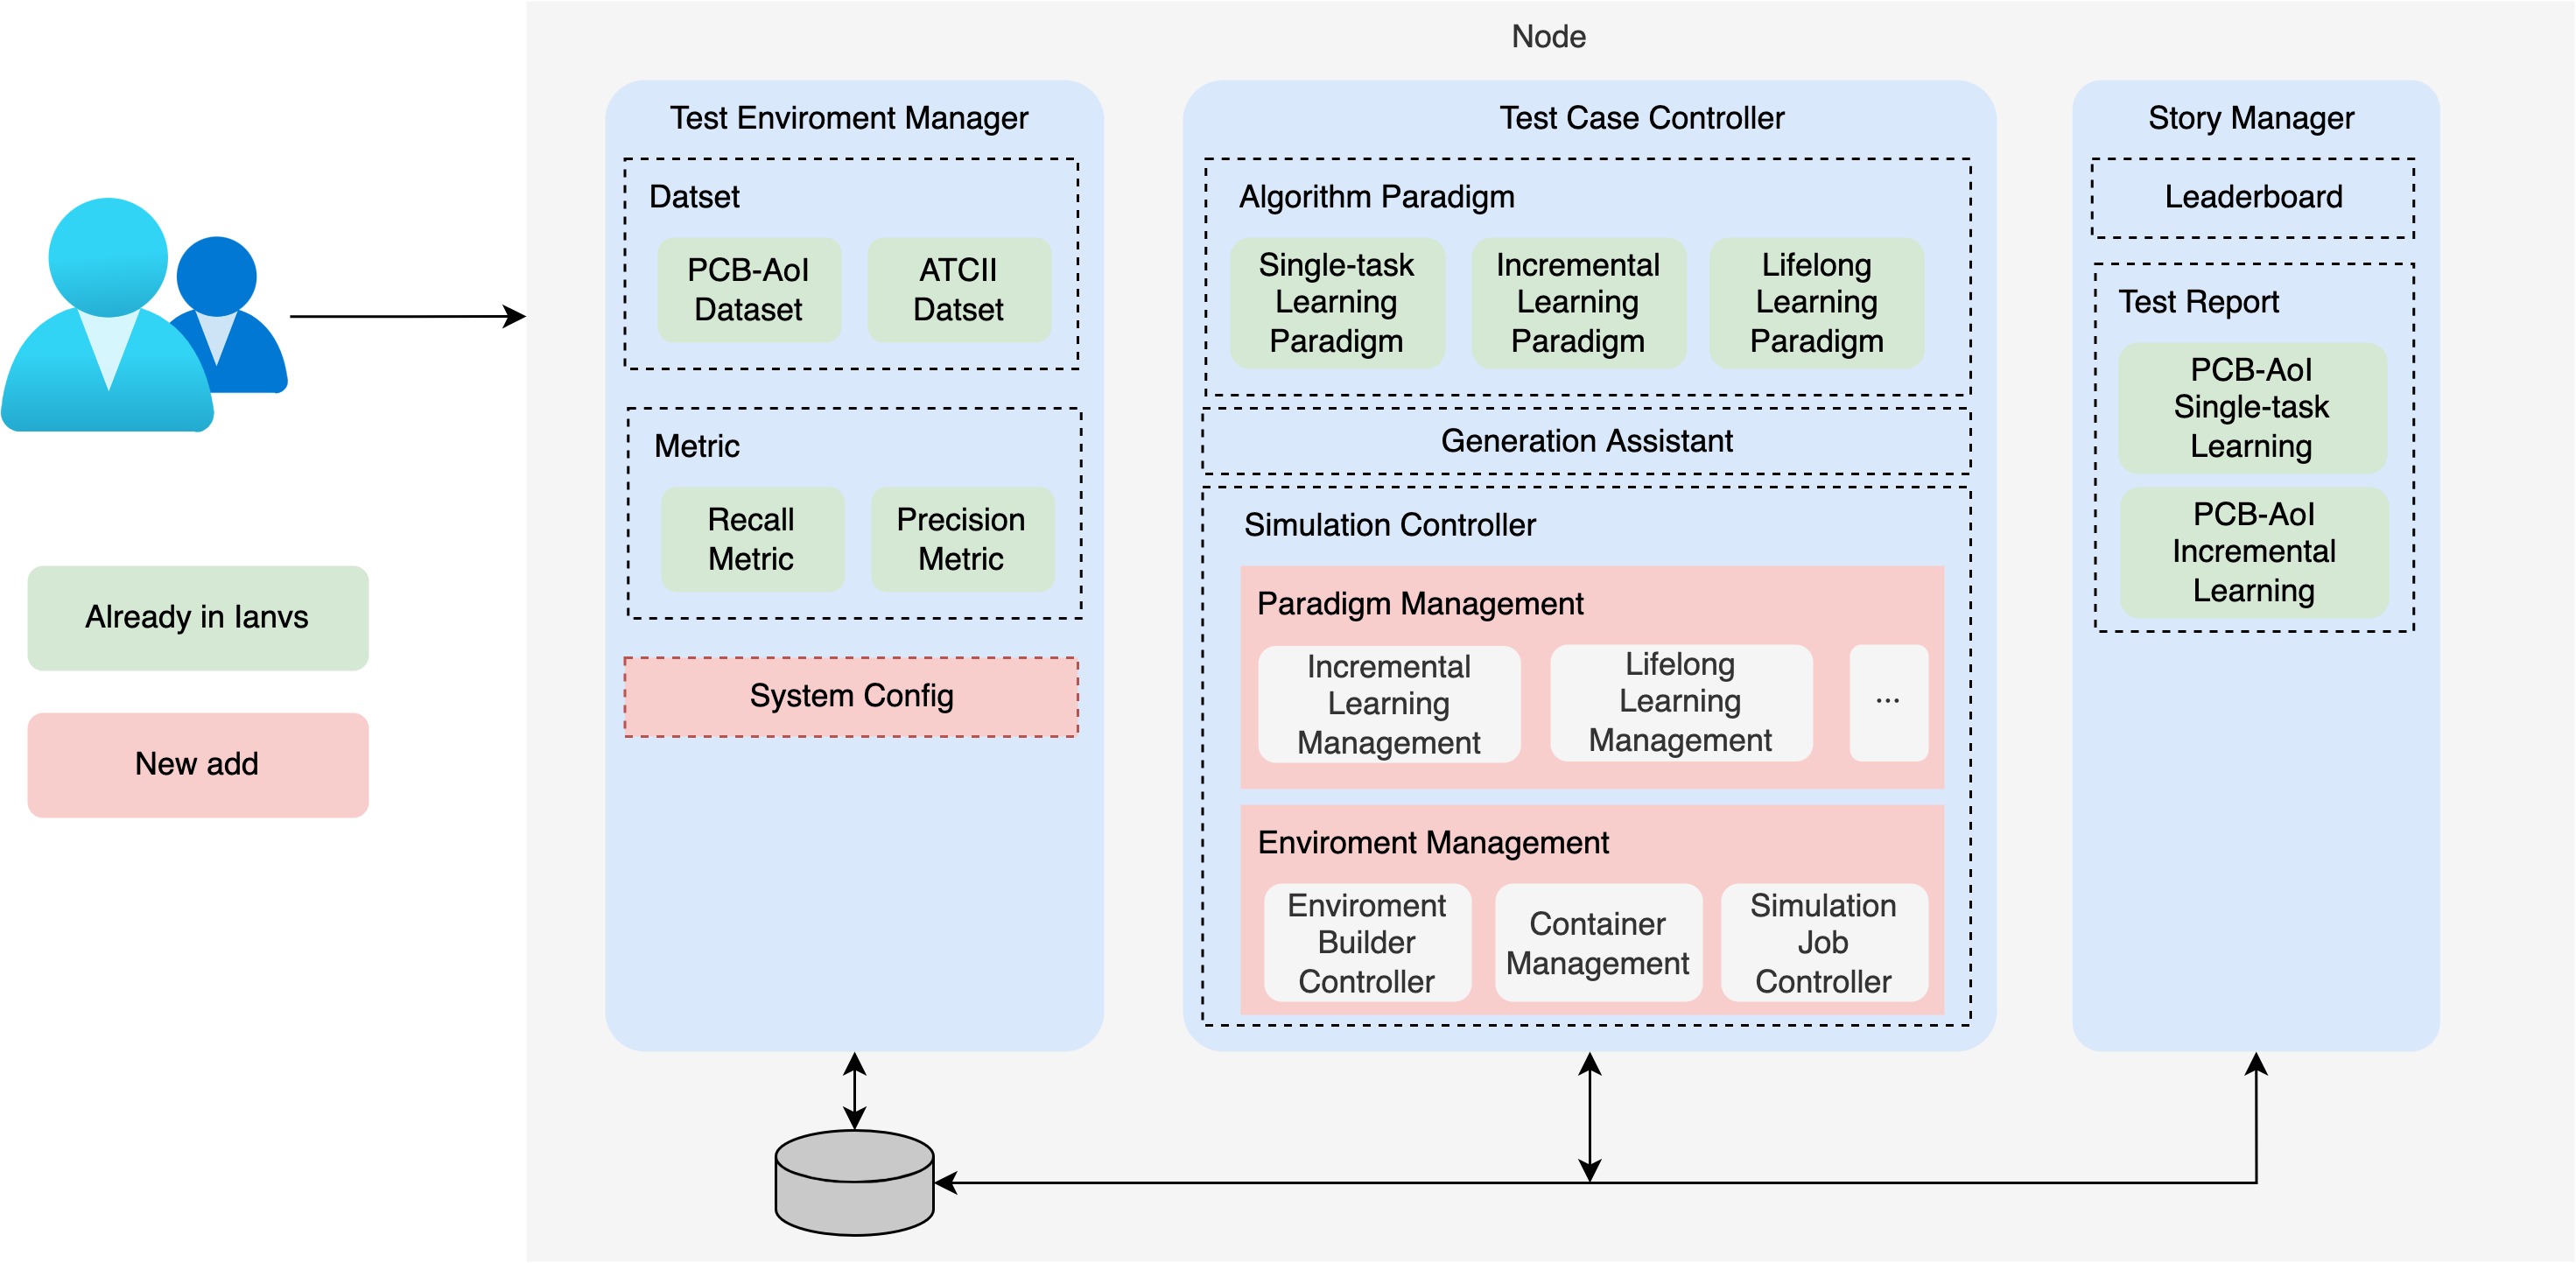 Node
Test Enviroment Manager
Datset
PCB-AoI
Dataset
ATCII
Datset
Metric
Recall
Metric
Precision
Metric
System Config
Test Case Controller
Algorithm Paradigm
Single-task
Learning
Paradigm
Incremental
Learning
Paradigm
Lifelong
Learning
Paradigm
Generation Assistant
Simulation Controller
Paradigm Management
Incremental
Learning
Management
Lifelong
Learning
Management
...
Enviroment Management
Enviroment
Builder
Controller
Container
Management
Simulation
Job
Controller
Story Manager
Leaderboard
Test Report
PCB-AoI
Single-task
Learning
PCB-AoI
Incremental
Learning
Already in Ianvs
New add